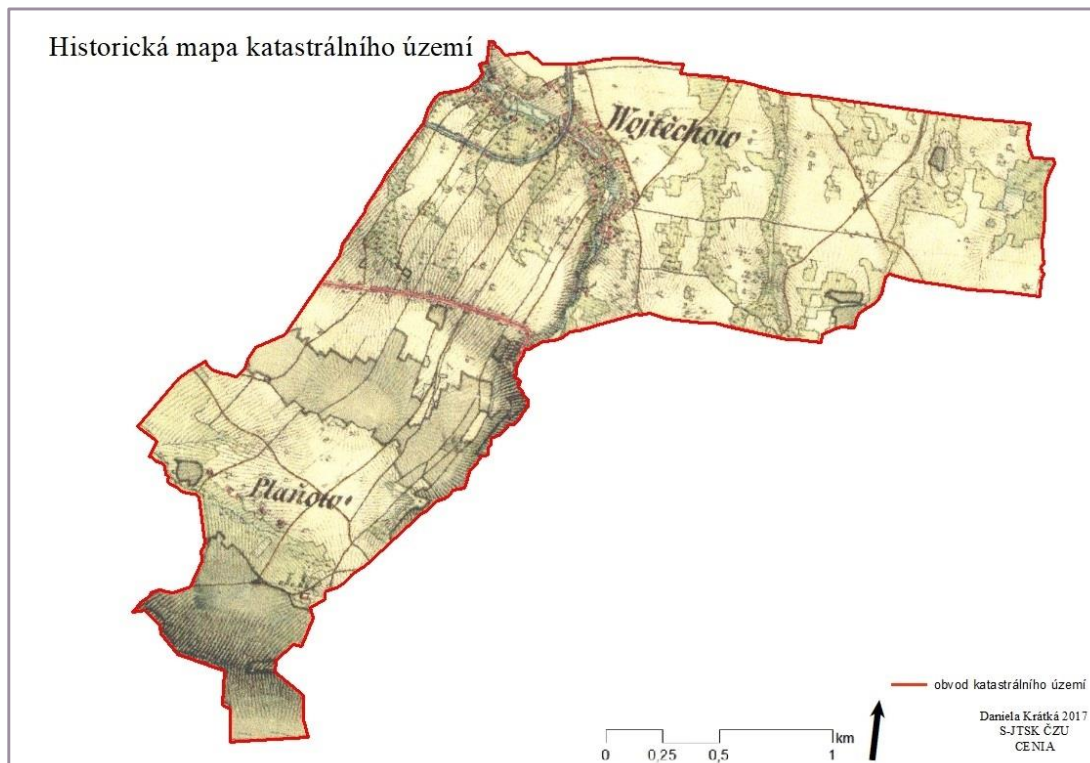 Historická mapa katastrálního území
Wojtěchow
Plaňow
obvod katastrálního území
Daniela Krátká 2017
S-JTSK ČZU
CENIA
km
0 0,25 0,5 1